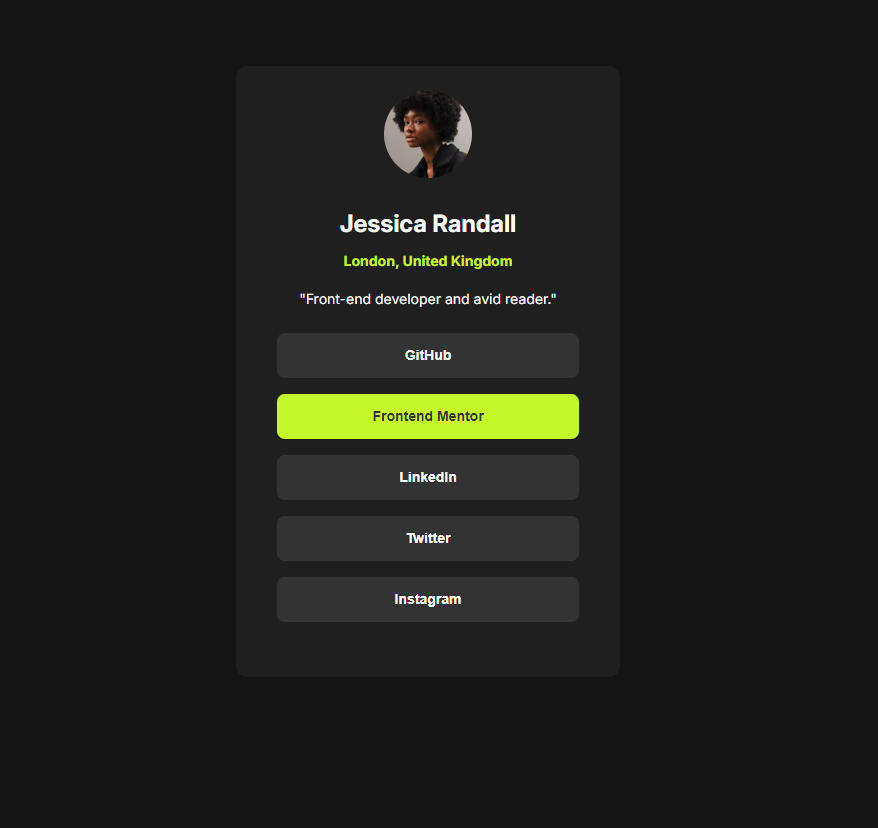 Jessica Randall
London, United Kingdom
"Front-end developer and avid reader."
GitHub
Frontend Mentor
LinkedIn
Twitter
Instagram